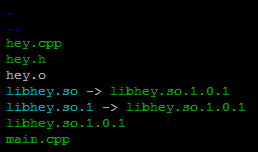 .
..
hey.cpp
hey.h
hey.o
libhey.so -> libhey.so.1.0.1
libhey.so.1 -> libhey.so.1.0.1
libhey.so.1.0.1
main.cpp